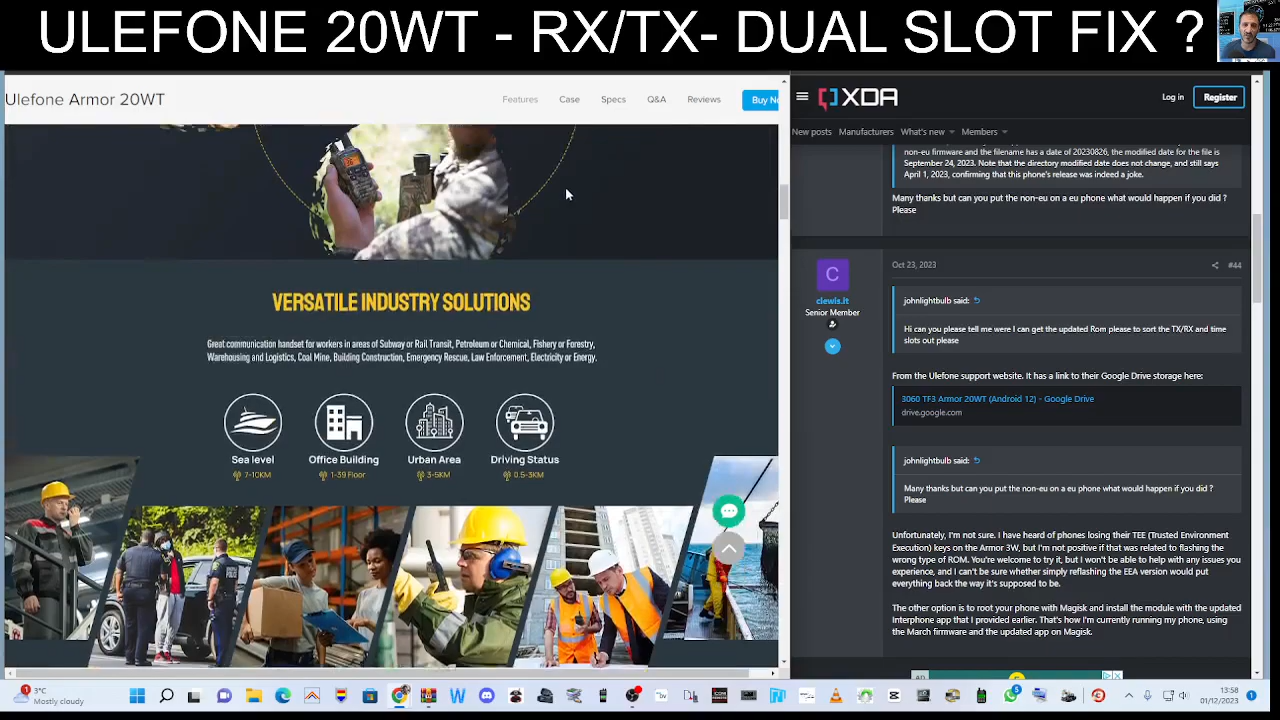 ULEFONE 20WT - RX/TX- DUAL SLOT FIX ?
Ulefone Armor 20WT
Features
Case
Specs
Q&A
Reviews
Buy No
VERSATILE INDUSTRY SOLUTIONS
Great communication handset for workers in areas of Subway or Rail Transit, Petroleum or Chemical, Fishery or Forestry,
Warehousing and Logistics, Coal Mine, Building Construction, Emergency Rescue, Law Enforcement, Electricity or Energy.
Sea level
Office Building
Urban Area
Driving Status
7-10KM
1-39 Floor
3-5KM
0.5-3KM
XDA
Log in
Register
New posts
Manufacturers
What's new
Members
non-eu firmware and the filename has a date of 20230826, the modified date for the file is
September 24, 2023. Note that the directory modified date does not change, and still says
April 1, 2023, confirming that this phone's release was indeed a joke.
Many thanks but can you put the non-eu on a eu phone what would happen if you did ?
Please
C
clewis.it
Senior Member
Oct 23, 2023
#44
johnlightbulb said:
Hi can you please tell me were I can get the updated Rom please to sort the TX/RX and time
slots out please
From the Ulefone support website. It has a link to their Google Drive storage here:
3060 TF3 Armor 20WT (Android 12) - Google Drive
drive.google.com
johnlightbulb said:
Many thanks but can you put the non-eu on a eu phone what would happen if you did ?
Please
Unfortunately, I'm not sure. I have heard of phones losing their TEE (Trusted Environment
Execution) keys on the Armor 3W, but I'm not positive if that was related to flashing the
wrong type of ROM. You're welcome to try it, but I won't be able to help with any issues you
experience, and I can't be sure whether simply reflashing the EEA version would put
everything back the way it's supposed to be.
The other option is to root your phone with Magisk and install the module with the updated
Interphone app that I provided earlier. That's how I'm currently running my phone: using
the March firmware and the updated app on Magisk.
3°C
Mostly cloudy
13:58
01/12/2023